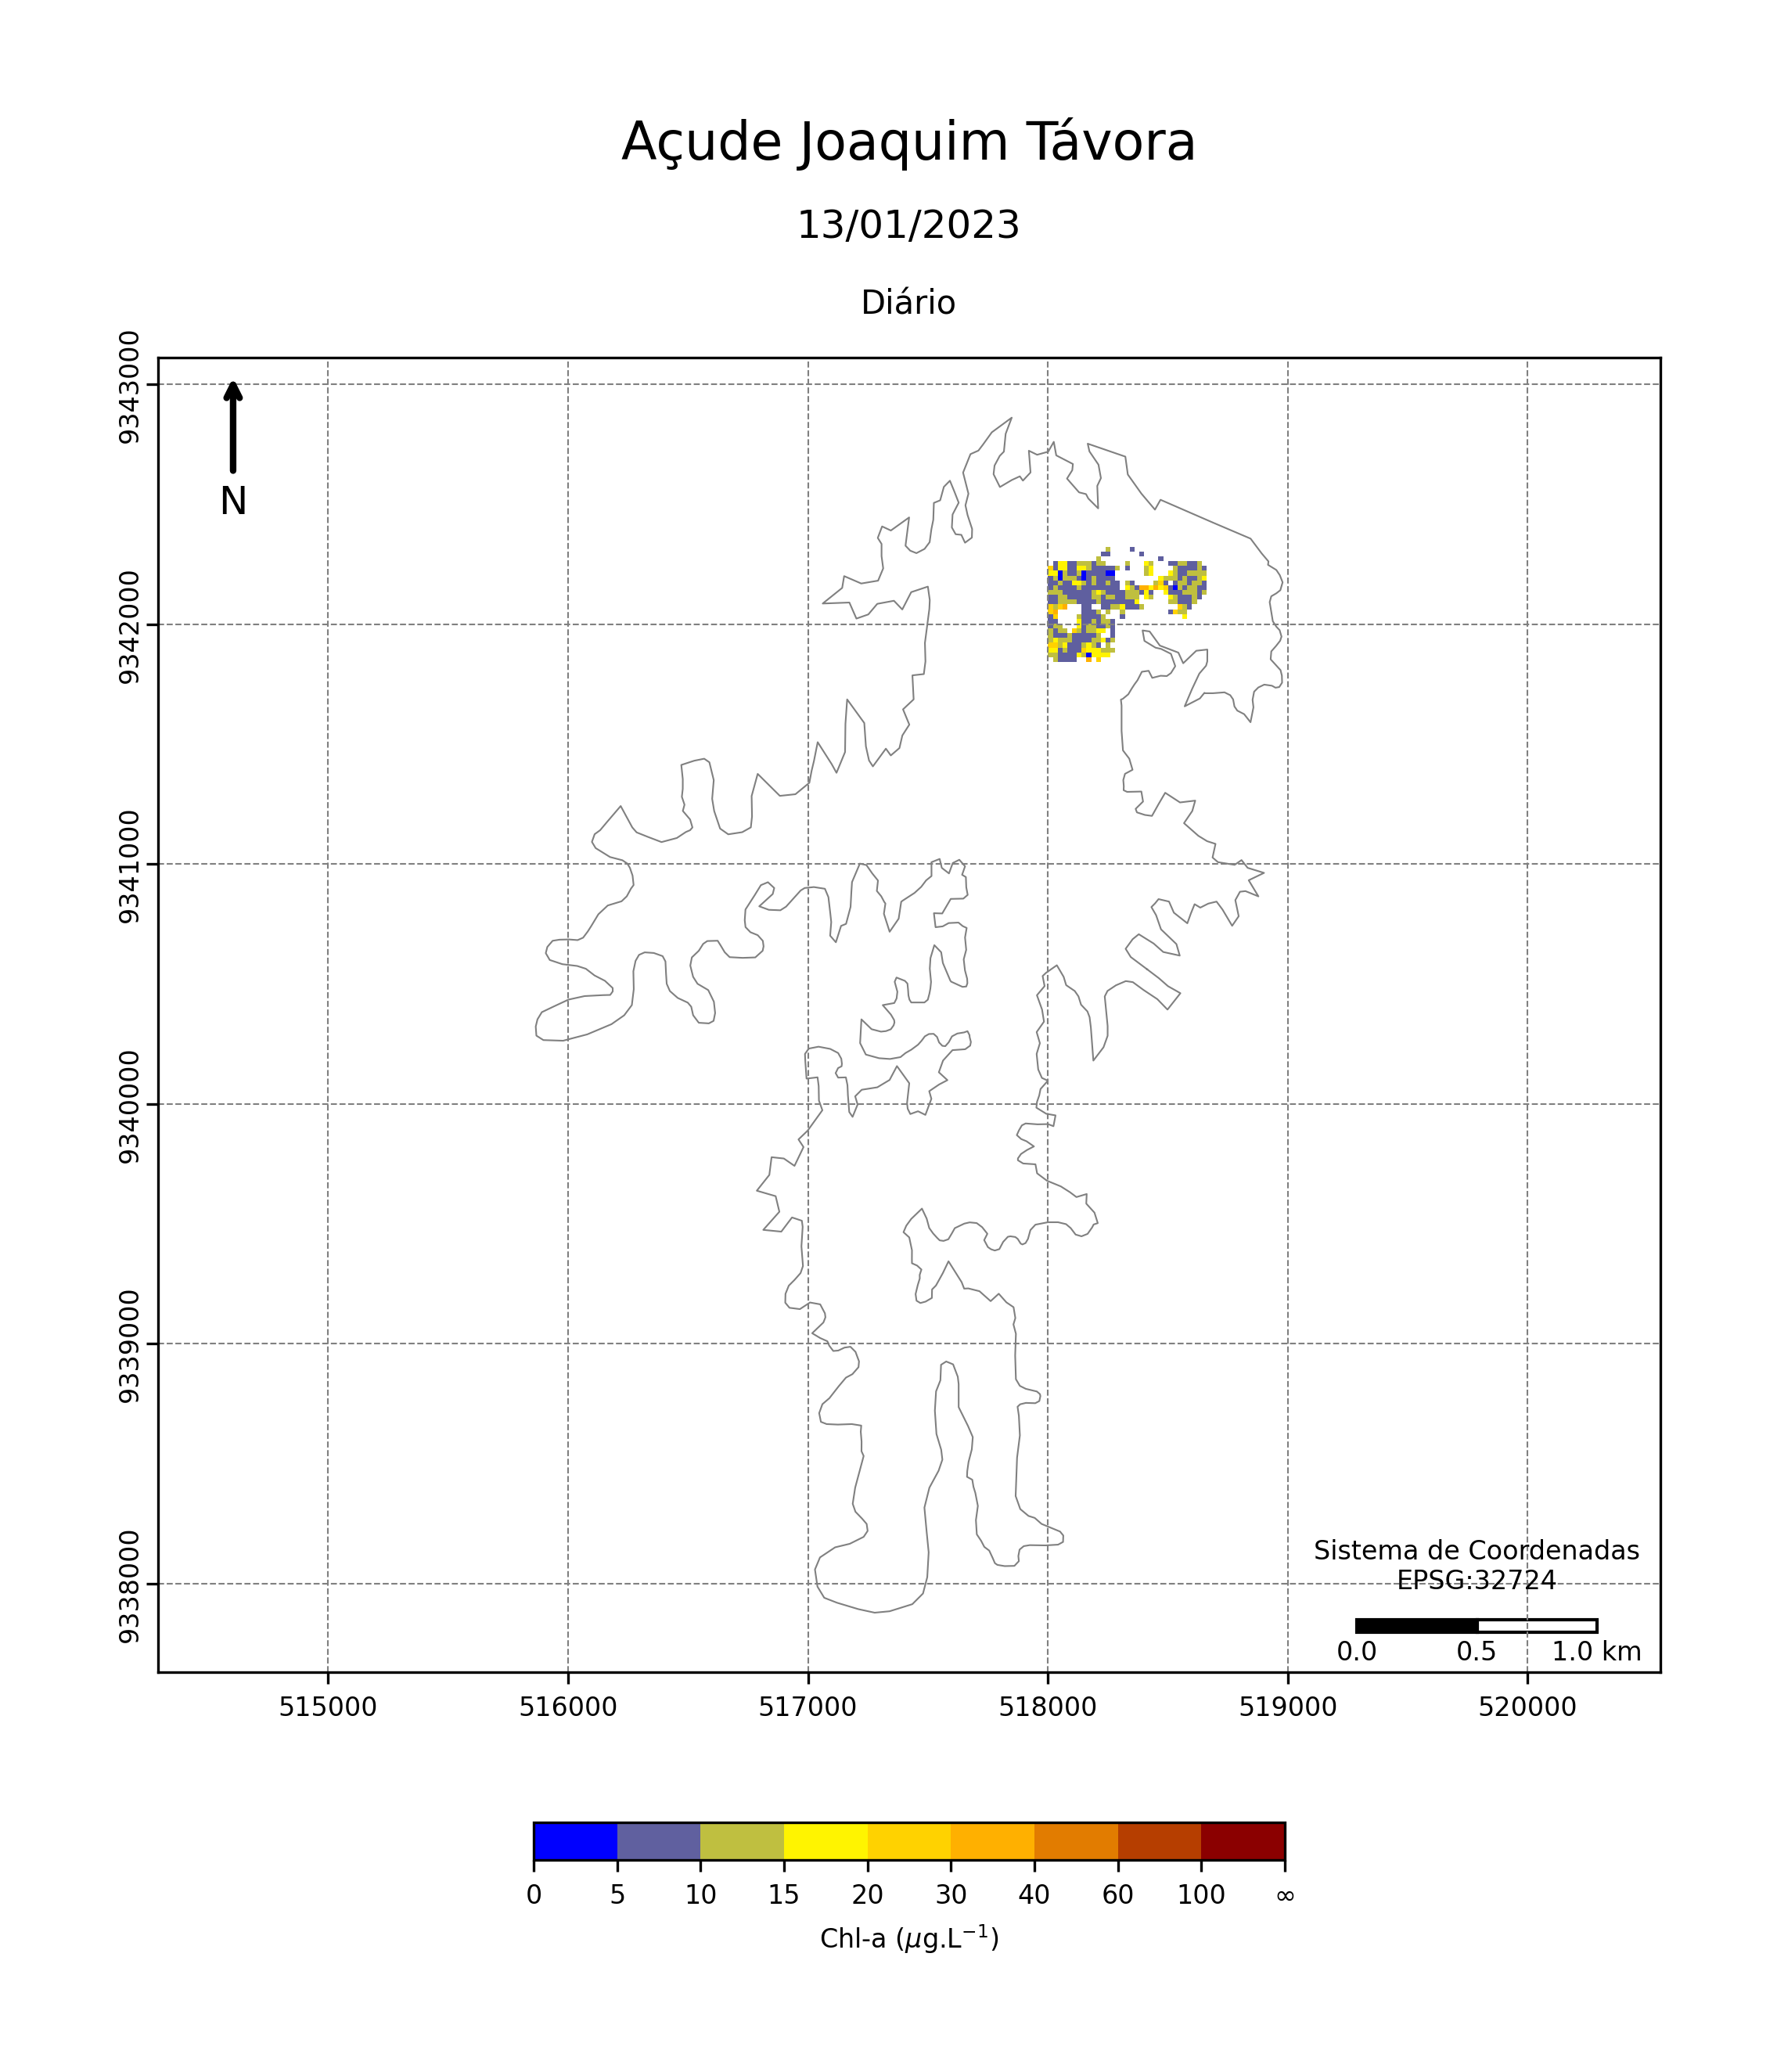 Açude Joaquim Távora
13/01/2023
Diário
9343000
9342000
9341000
9340000
9339000
9338000
N
Sistema de Coordenadas
EPSG:32724
0.0 0.5 1.0 km
515000 516000 517000 518000 519000 520000
0 5 10 15 20 30 40 60 100 ∞
Chl-a (μg.L⁻¹)